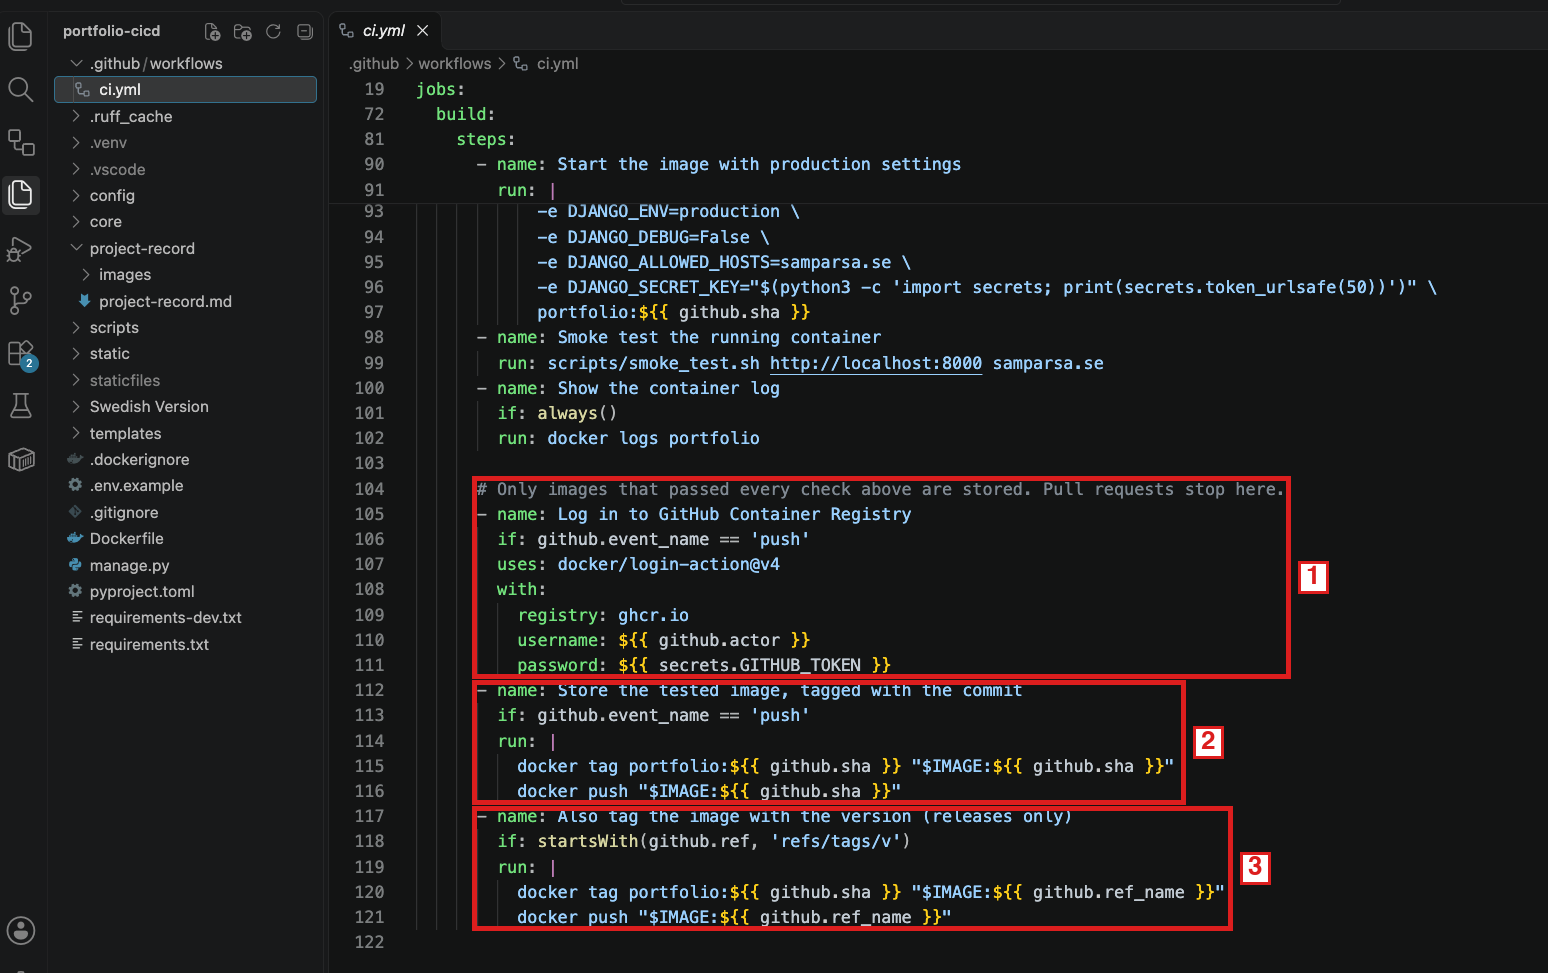 portfolio-cicd
.github/workflows
ci.yml
.ruff_cache
.venv
.vscode
config
core
project-record
images
project-record.md
scripts
static
staticfiles
Swedish Version
templates
.dockerignore
.env.example
.gitignore
Dockerfile
manage.py
pyproject.toml
requirements-dev.txt
requirements.txt
2
ci.yml
.github > workflows > ci.yml
19 jobs:
72 build:
81 steps:
90 - name: Start the image with production settings
91 run: |
93 -e DJANGO_ENV=production \
94 -e DJANGO_DEBUG=False \
95 -e DJANGO_ALLOWED_HOSTS=samparsa.se \
96 -e DJANGO_SECRET_KEY="$(python3 -c 'import secrets; print(secrets.token_urlsafe(50))')" \
97 portfolio:${{ github.sha }}
98 - name: Smoke test the running container
99 run: scripts/smoke_test.sh http://localhost:8000 samparsa.se
100 - name: Show the container log
101 if: always()
102 run: docker logs portfolio
103
104 # Only images that passed every check above are stored. Pull requests stop here.
105 - name: Log in to GitHub Container Registry
106 if: github.event_name == 'push'
107 uses: docker/login-action@v4
108 with:
109 registry: ghcr.io
110 username: ${{ github.actor }}
111 password: ${{ secrets.GITHUB_TOKEN }}
1
112 - name: Store the tested image, tagged with the commit
113 if: github.event_name == 'push'
114 run: |
115 docker tag portfolio:${{ github.sha }} "$IMAGE:${{ github.sha }}"
116 docker push "$IMAGE:${{ github.sha }}"
2
117 - name: Also tag the image with the version (releases only)
118 if: startsWith(github.ref, 'refs/tags/v')
119 run: |
120 docker tag portfolio:${{ github.sha }} "$IMAGE:${{ github.ref_name }}"
121 docker push "$IMAGE:${{ github.ref_name }}"
3
122